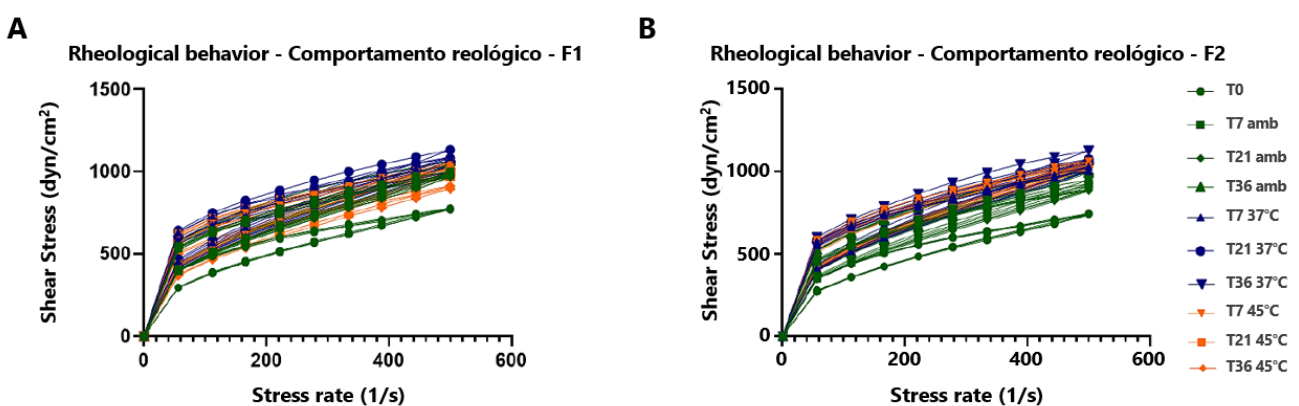 A
Rheological behavior - Comportamento reológico - F1
1500
1000
500
0
0
200
400
600
Shear Stress (dyn/cm²)
Stress rate (1/s)
B
Rheological behavior - Comportamento reológico - F2
1500
1000
500
0
0
200
400
600
Shear Stress (dyn/cm²)
Stress rate (1/s)
T0
T7 amb
T21 amb
T36 amb
T7 37°C
T21 37°C
T36 37°C
T7 45°C
T21 45°C
T36 45°C